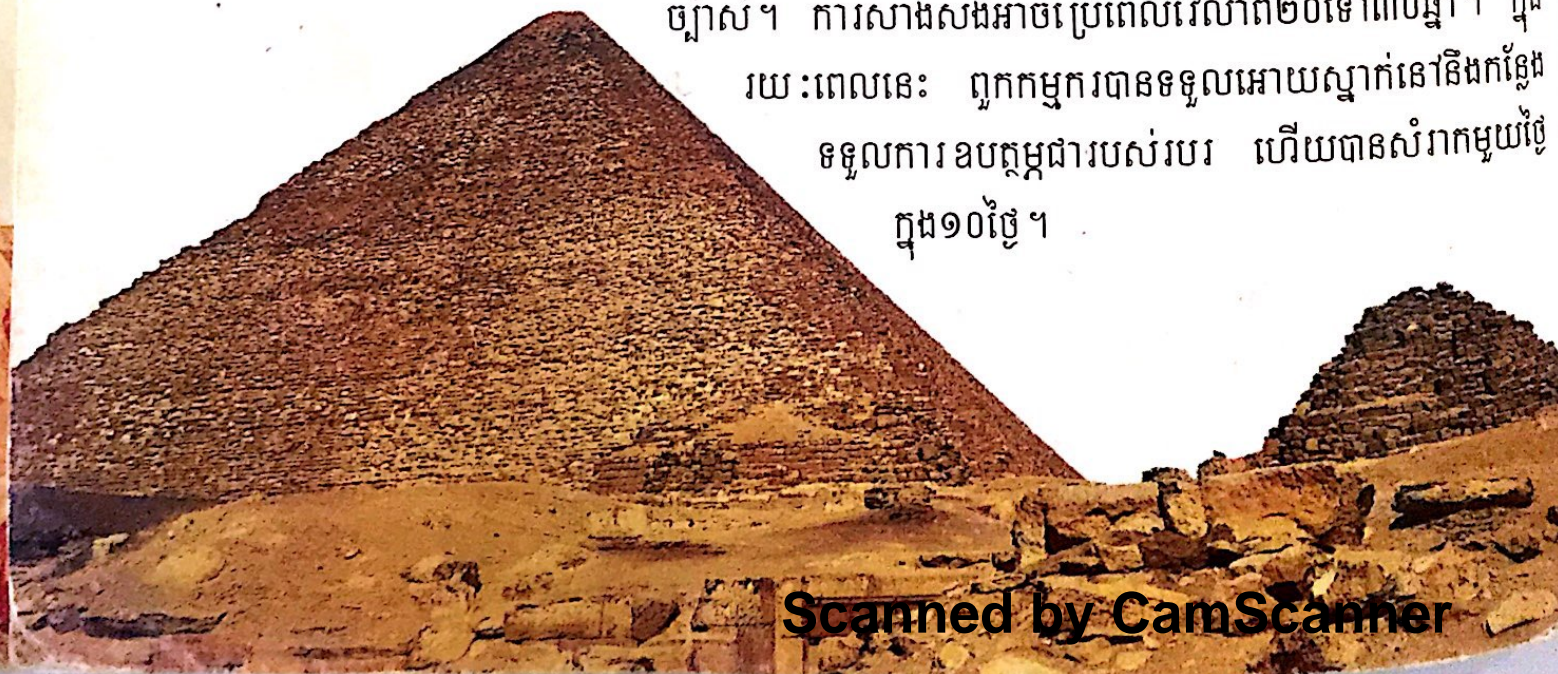 ច្បាស់។ ការសាងសង់អាចប្រើពេលវេលាពី២០ទៅ៣០ឆ្នាំ។ ក្នុង
រយៈពេលនេះ ពួកកម្មករបានទទួលអោយស្នាក់នៅនឹងកន្លែង
ទទួលការឧបត្ថម្ភជារបស់របរ ហើយបានសំរាកមួយថ្ងៃ
ក្នុង១០ថ្ងៃ។
Scanned by CamScanner